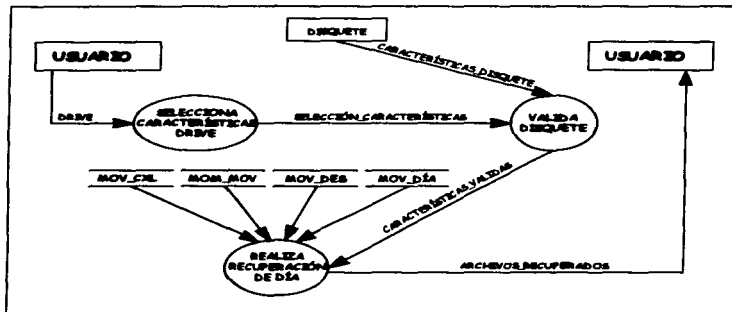 DISQUETE
USUARIO
USUARIO
CARACTERÍSTICAS_DISQUETE
DRIVE
SELECCIONA
CARACTERÍSTICAS
DRIVE
SELECCIÓN_CARACTERÍSTICAS
VALIDA
DISQUETE
MOV_CXL
MOM_MOV
MOV_DES
MOV_DÍA
CARACTERÍSTICAS_VALIDAS
REALIZA
RECUPERACIÓN
DE DÍA
ARCHIVOS_RECUPERADOS